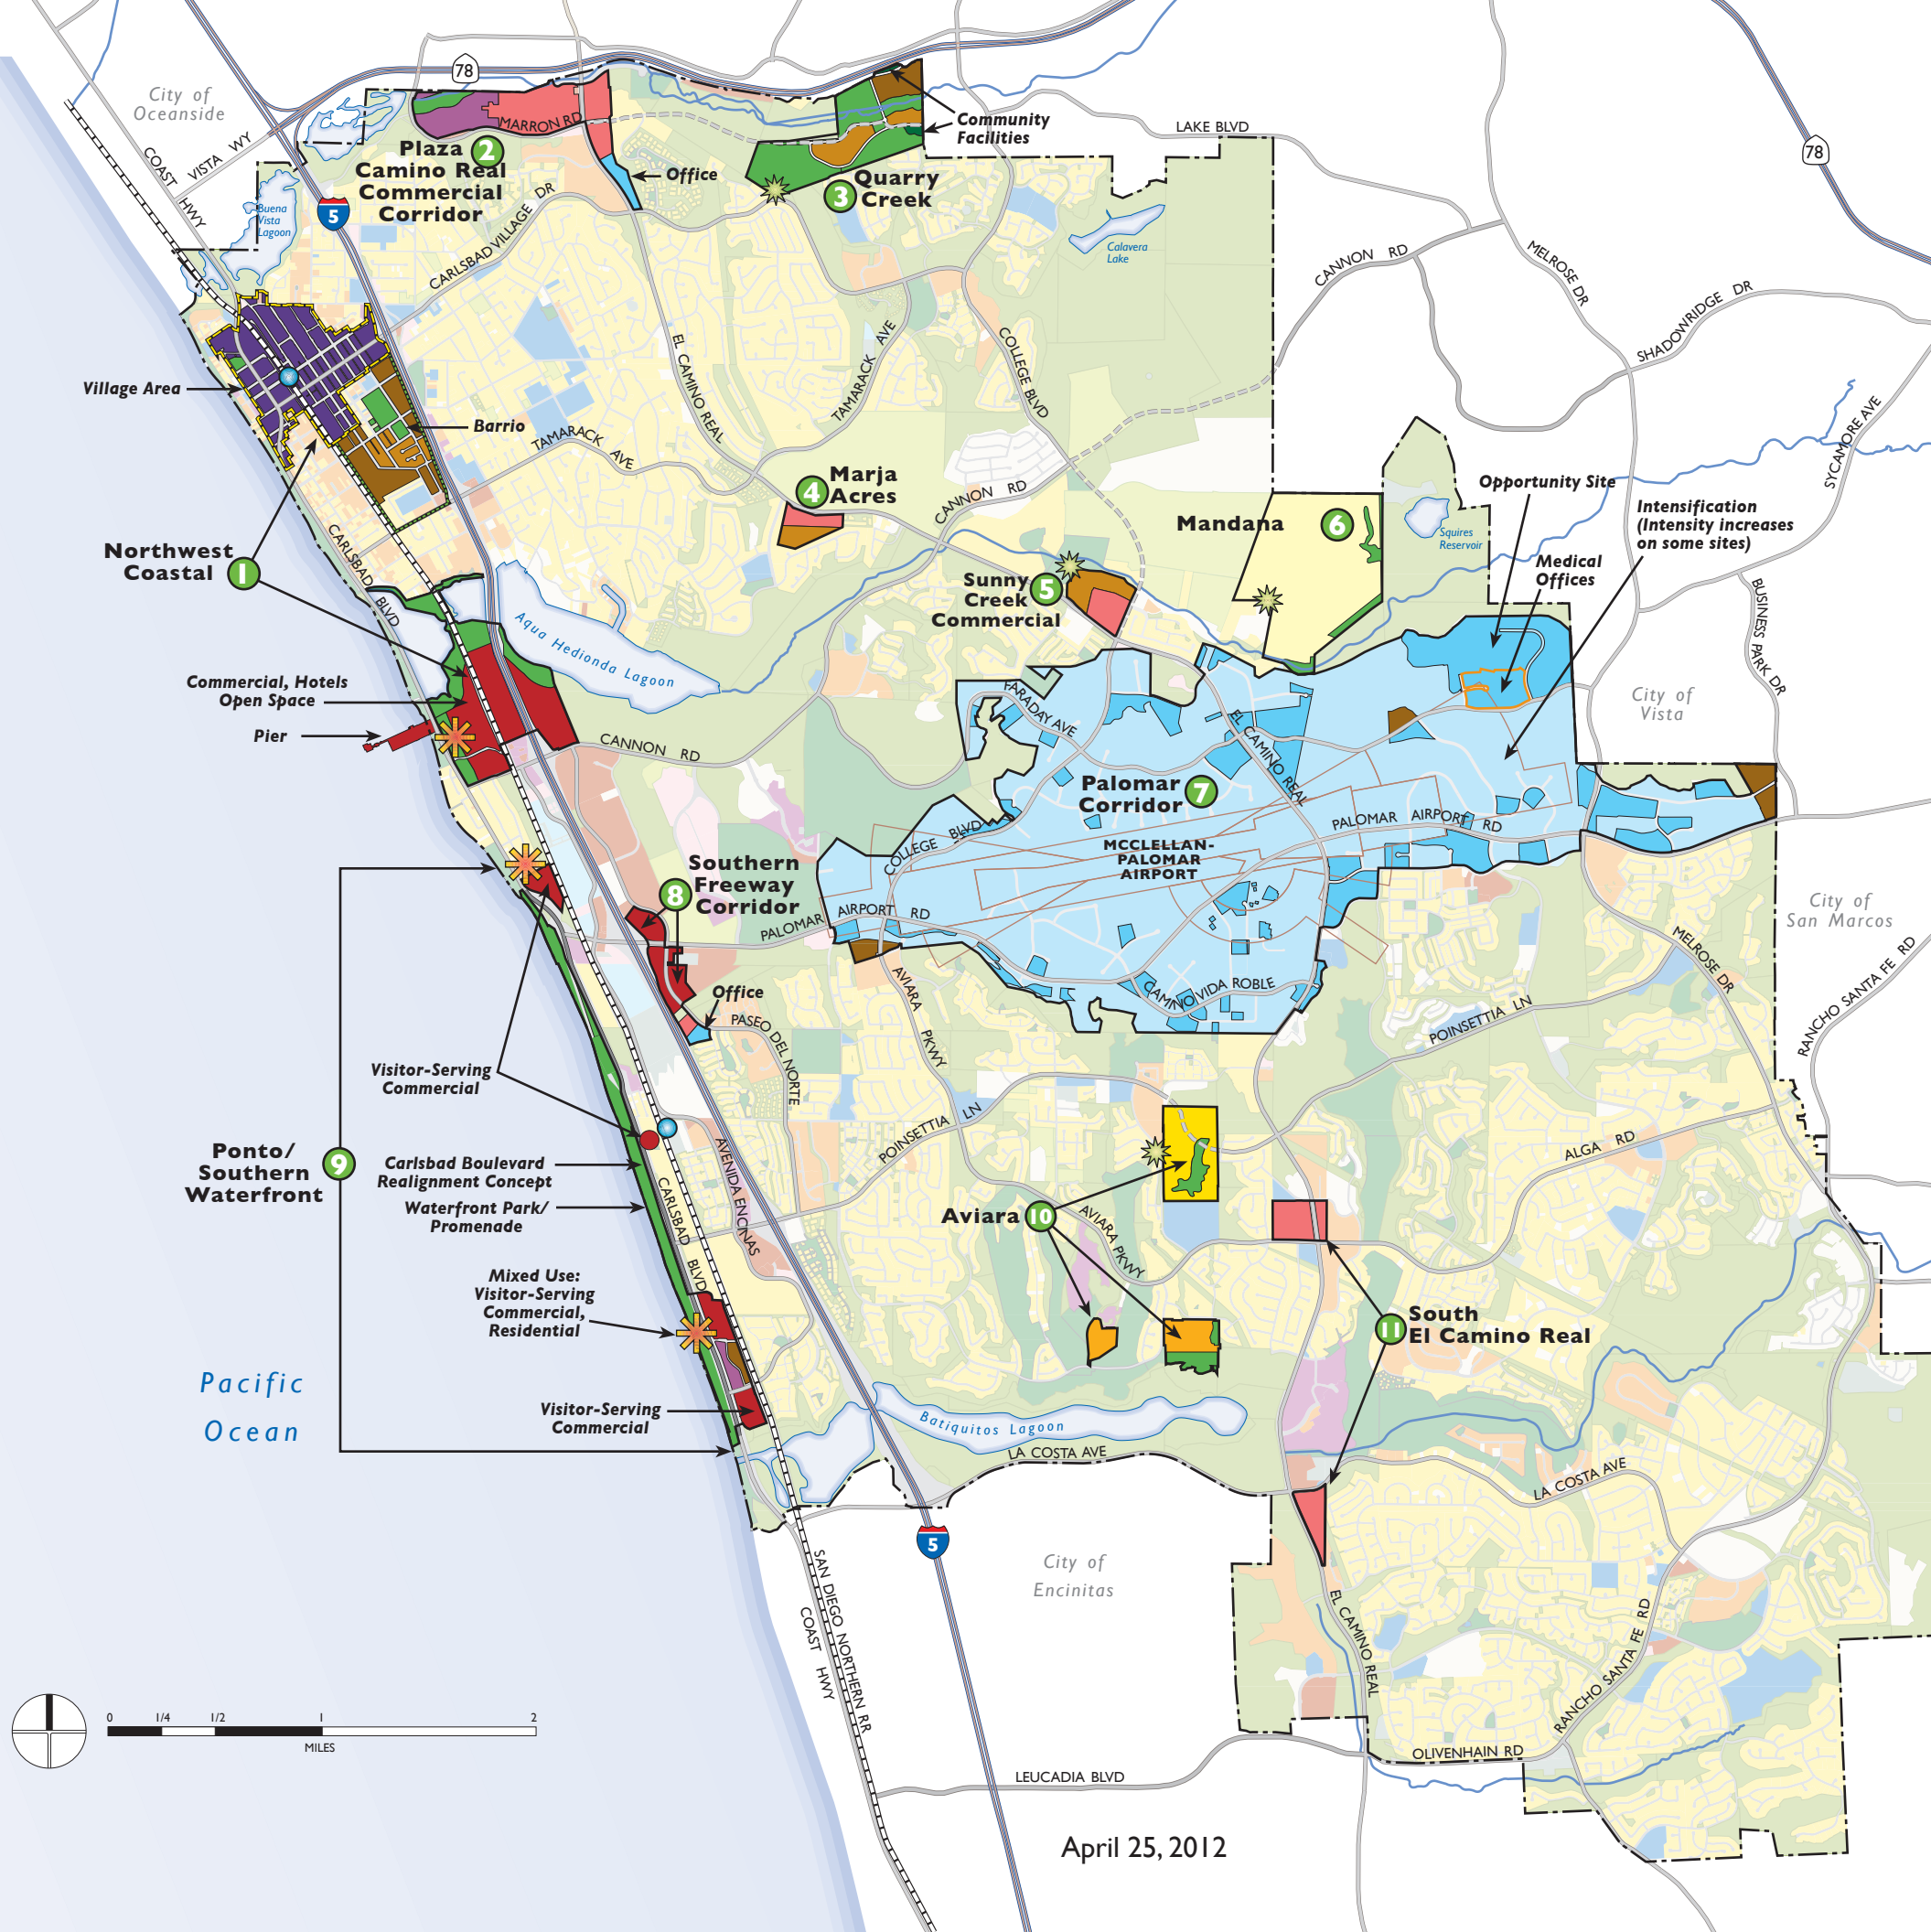 78
City of
Oceanside
COAST HWY
VISTA WY
MARRON RD
Plaza 2
Camino Real
Commercial
Corridor
Office
Community
Facilities
3 Quarry
Creek
LAKE BLVD
78
Buena
Vista
Lagoon
5
CARLSBAD VILLAGE DR
Calavera
Lake
CANNON RD
MELROSE DR
SHADOWRIDGE DR
SYCAMORE AVE
EL CAMINO REAL
TAMARACK AVE
COLLEGE BLVD
Village Area
Barrio
TAMARACK AVE
4 Marja
Acres
CANNON RD
Mandana 6
Squires
Reservoir
Opportunity Site
Intensification
(Intensity increases
on some sites)
Medical
Offices
Northwest
Coastal 1
CARLSBAD BLVD
Aqua Hedionda Lagoon
Sunny 5
Creek
Commercial
BUSINESS PARK DR
City of
Vista
Commercial, Hotels
Open Space
Pier
CANNON RD
FARADAY AVE
EL CAMINO REAL
Palomar 7
Corridor
MCCLELLAN-
PALOMAR
AIRPORT
PALOMAR AIRPORT RD
COLLEGE BLVD
Southern
8 Freeway
Corridor
PALOMAR AIRPORT RD
City of
San Marcos
MELROSE DR
RANCHO SANTA FE RD
Office
PASEO DEL NORTE
AVIARA PKWY
CAMINO VIDA ROBLE
POINSETTIA LN
Visitor-Serving
Commercial
Ponto/ 9
Southern
Waterfront
Carlsbad Boulevard
Realignment Concept
Waterfront Park/
Promenade
CARLSBAD BLVD
AVENIDA ENCINAS
POINSETTIA LN
ALGA RD
Aviara 10
AVIARA PKWY
Mixed Use:
Visitor-Serving
Commercial,
Residential
11 South
El Camino Real
Pacific
Ocean
Visitor-Serving
Commercial
Batiquitos Lagoon
LA COSTA AVE
LA COSTA AVE
5
City of
Encinitas
SAN DIEGO NORTHERN RR
COAST HWY
EL CAMINO REAL
RANCHO SANTA FE RD
OLIVENHAIN RD
LEUCADIA BLVD
0 1/4 1/2 1 2
MILES
April 25, 2012